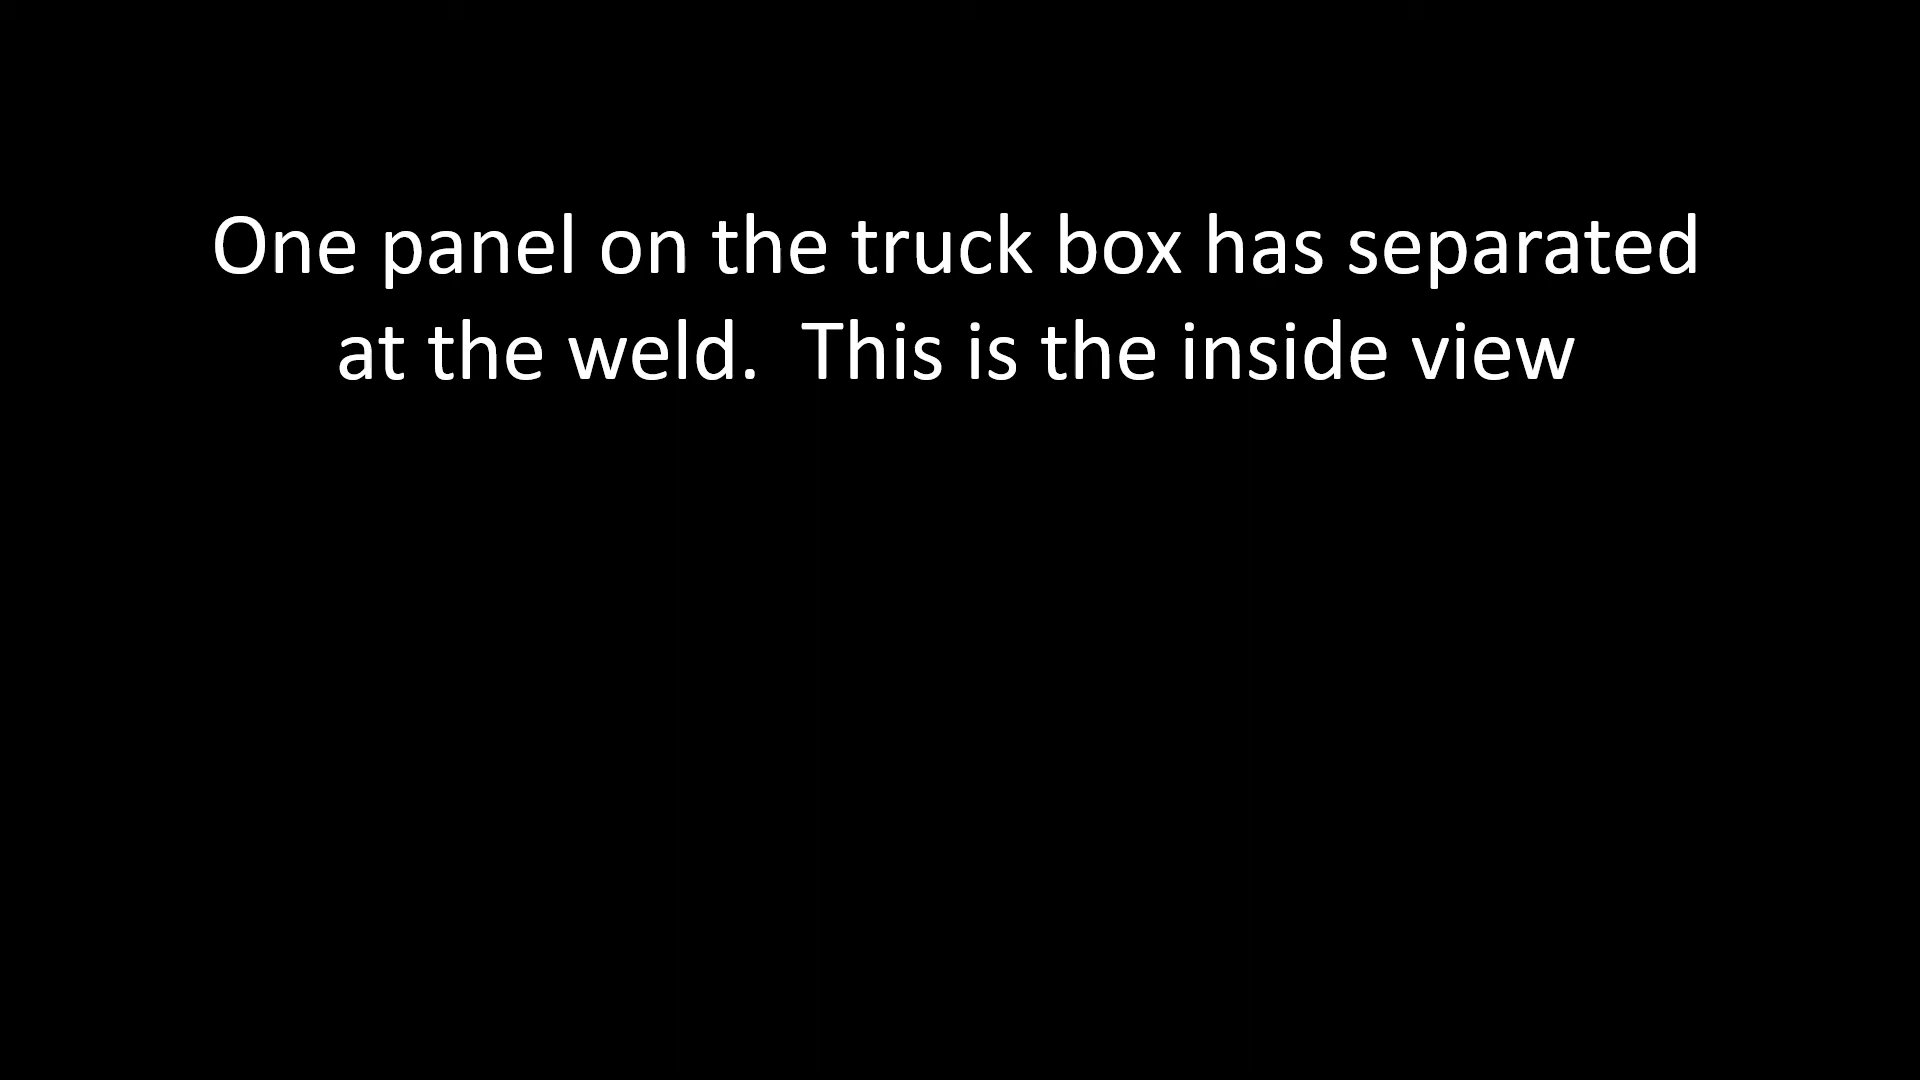 One panel on the truck box has separated
at the weld.  This is the inside view